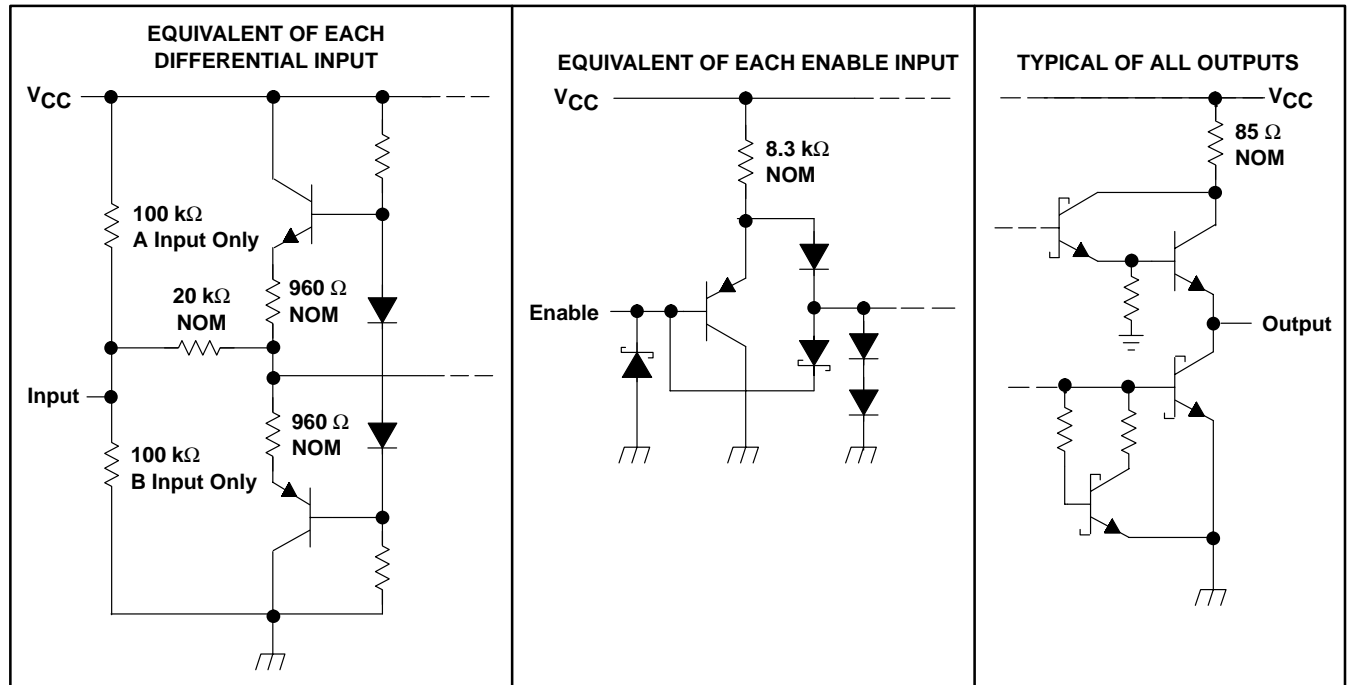 EQUIVALENT OF EACH
DIFFERENTIAL INPUT
VCC
100 kΩ
A Input Only
20 kΩ
NOM
960 Ω
NOM
Input
960 Ω
NOM
100 kΩ
B Input Only
EQUIVALENT OF EACH ENABLE INPUT
VCC
8.3 kΩ
NOM
Enable
TYPICAL OF ALL OUTPUTS
VCC
85 Ω
NOM
Output